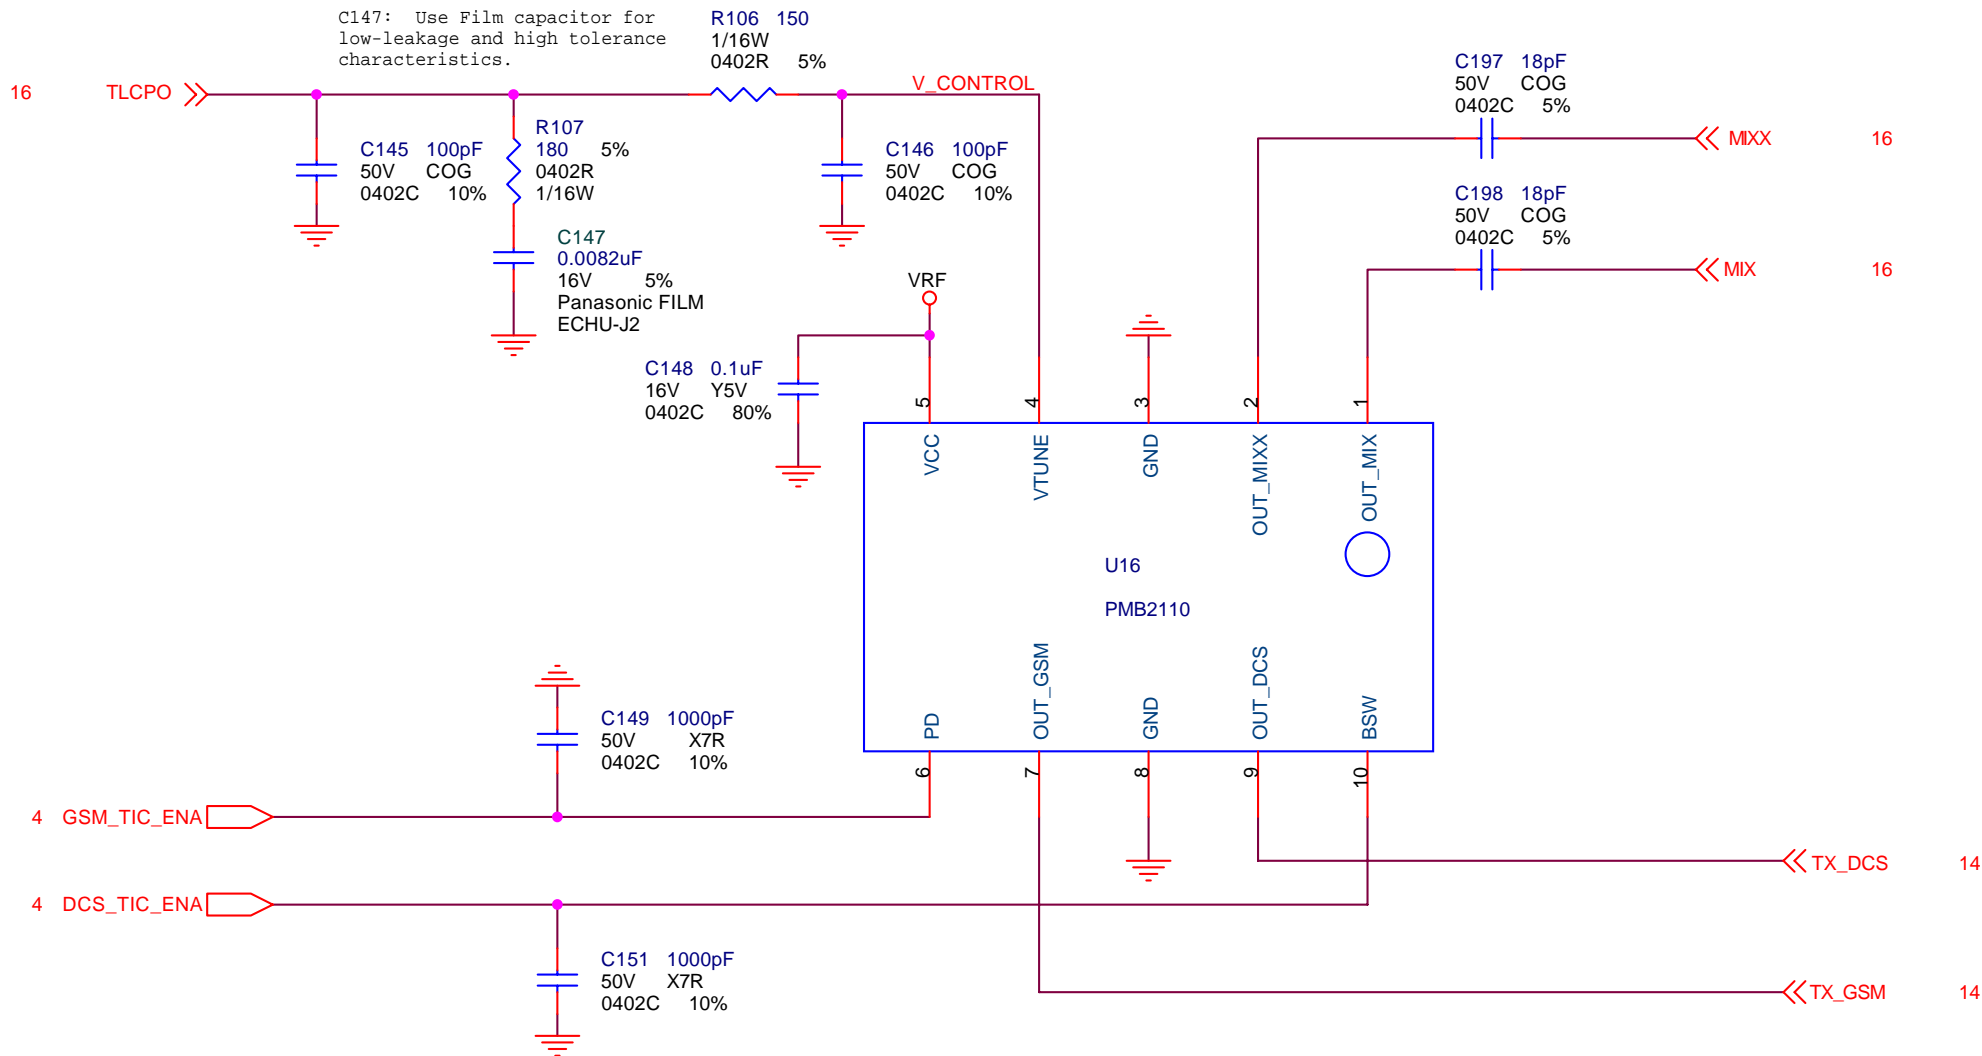 C147:  Use Film capacitor for
low-leakage and high tolerance
characteristics.
R106 150
1/16W
0402R 5%
16 TLCPO
V_CONTROL
C145 100pF
50V COG
0402C 10%
R107
180 5%
0402R
1/16W
C147
0.0082uF
16V 5%
Panasonic FILM
ECHU-J2
C146 100pF
50V COG
0402C 10%
C197 18pF
50V COG
0402C 5%
MIXX 16
C198 18pF
50V COG
0402C 5%
MIX 16
VRF
C148 0.1uF
16V Y5V
0402C 80%
5 4 3 2 1
VCC
VTUNE
GND
OUT_MIXX
OUT_MIX
U16
PMB2110
PD
OUT_GSM
GND
OUT_DCS
BSW
6 7 8 9 10
C149 1000pF
50V X7R
0402C 10%
4 GSM_TIC_ENA
4 DCS_TIC_ENA
C151 1000pF
50V X7R
0402C 10%
TX_DCS 14
TX_GSM 14